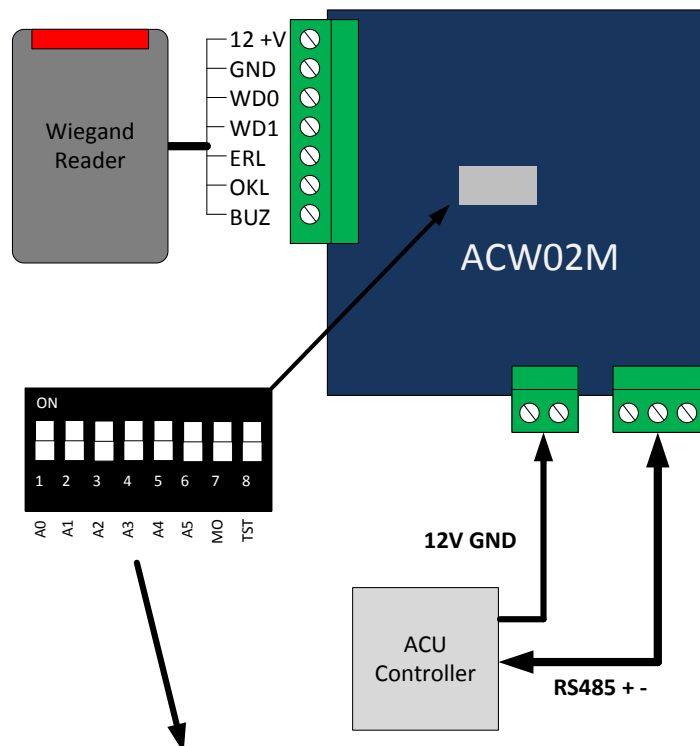 12 +V
GND
WD0
WD1
ERL
OKL
BUZ
Wiegand
Reader
ACW02M
ON
1 2 3 4 5 6 7 8
A0 A1 A2 A3 A4 A5 MO TST
12V GND
ACU
Controller
RS485 + -